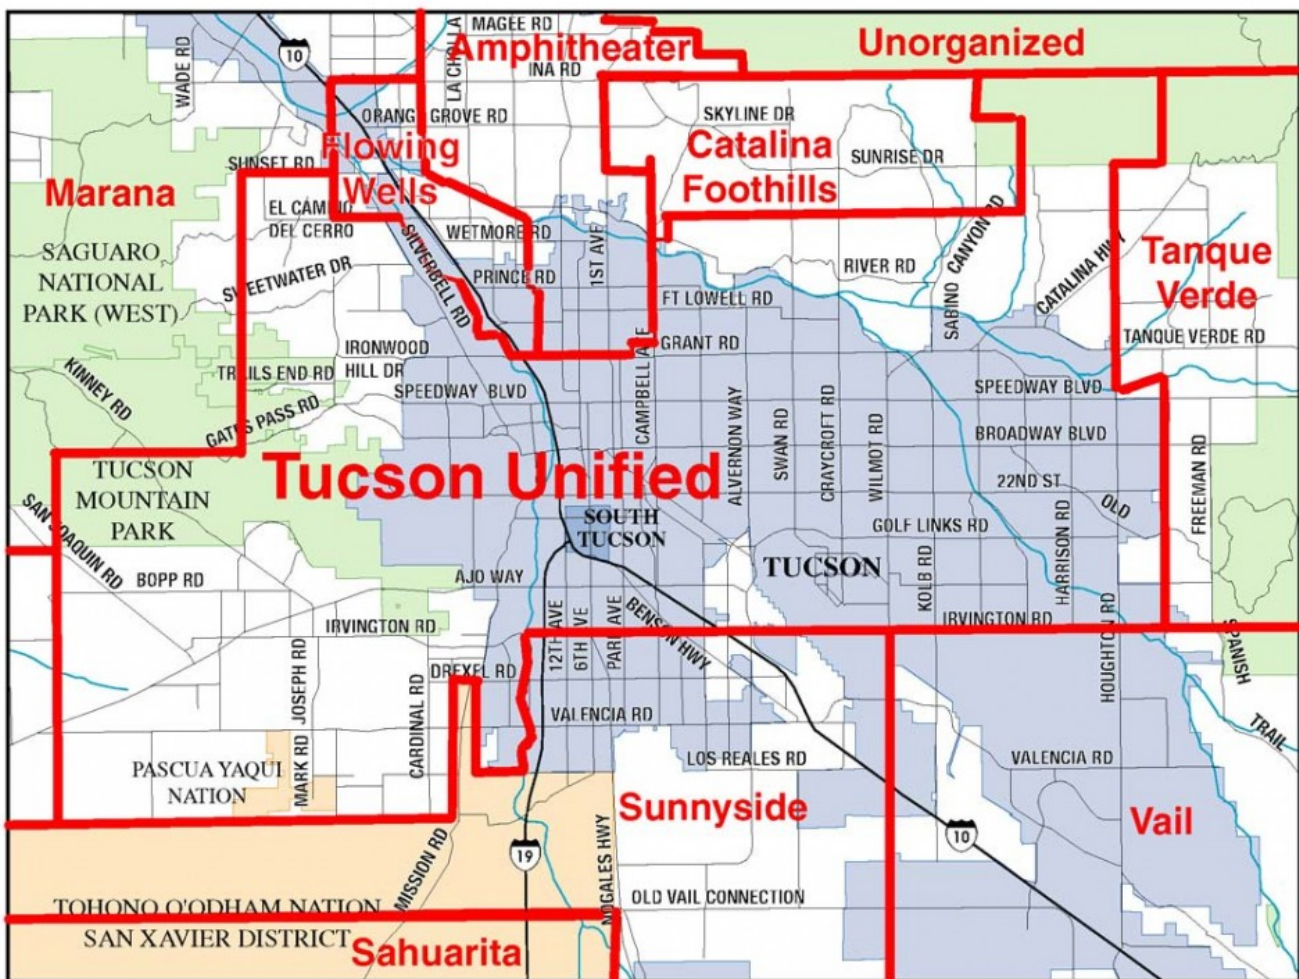 MAGEE RD
Amphitheater
Unorganized
10
WADE RD
LA CHOLLA
INA RD
ORANGE GROVE RD
SKYLINE DR
Flowing
Wells
Catalina
Foothills
SUNRISE DR
SUNSET RD
Marana
EL CAMINO
DEL CERRO
SILVERBELL RD
WETMORE RD
1ST AVE
SABINO CANYON RD
CATALINA HWY
Tanque
Verde
SAGUARO
NATIONAL
PARK (WEST)
SWEETWATER DR
PRINCE RD
RIVER RD
FT LOWELL RD
TANQUE VERDE RD
IRONWOOD
HILL DR
GRANT RD
KINNEY RD
TRAILS END RD
SPEEDWAY BLVD
CAMPBELL AVE
SPEEDWAY BLVD
GATES PASS RD
ALVERNON WAY
SWAN RD
CRAYCROFT RD
WILMOT RD
BROADWAY BLVD
FREEMAN RD
Tucson Unified
TUCSON
MOUNTAIN
PARK
22ND ST
OLD
SOUTH
TUCSON
GOLF LINKS RD
HARRISON RD
SAN JOAQUIN RD
BOPP RD
AJO WAY
TUCSON
KOLB RD
IRVINGTON RD
12TH AVE
6TH AVE
PARK AVE
BENSON HWY
IRVINGTON RD
HOUGHTON RD
SPANISH
TRAIL
DREXEL RD
MARK RD
JOSEPH RD
CARDINAL RD
VALENCIA RD
LOS REALES RD
VALENCIA RD
PASCUA YAQUI
NATION
Sunnyside
Vail
MISSION RD
19
NOGALES HWY
10
OLD VAIL CONNECTION
TOHONO O'ODHAM NATION
SAN XAVIER DISTRICT
Sahuarita